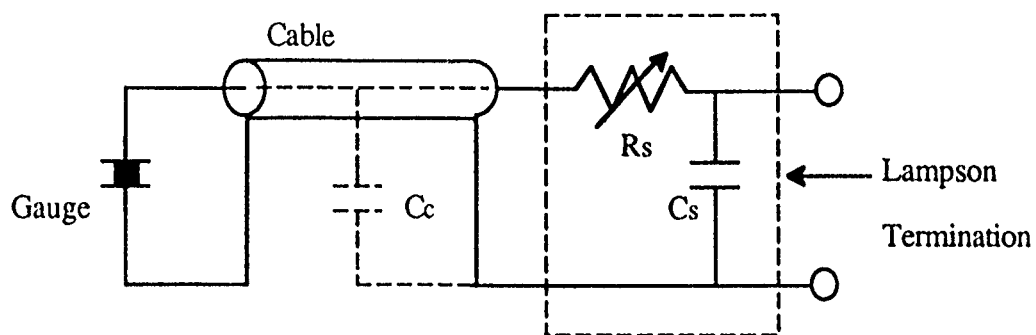 Cable
Rs
Gauge
Cc
Cs
Lampson
Termination